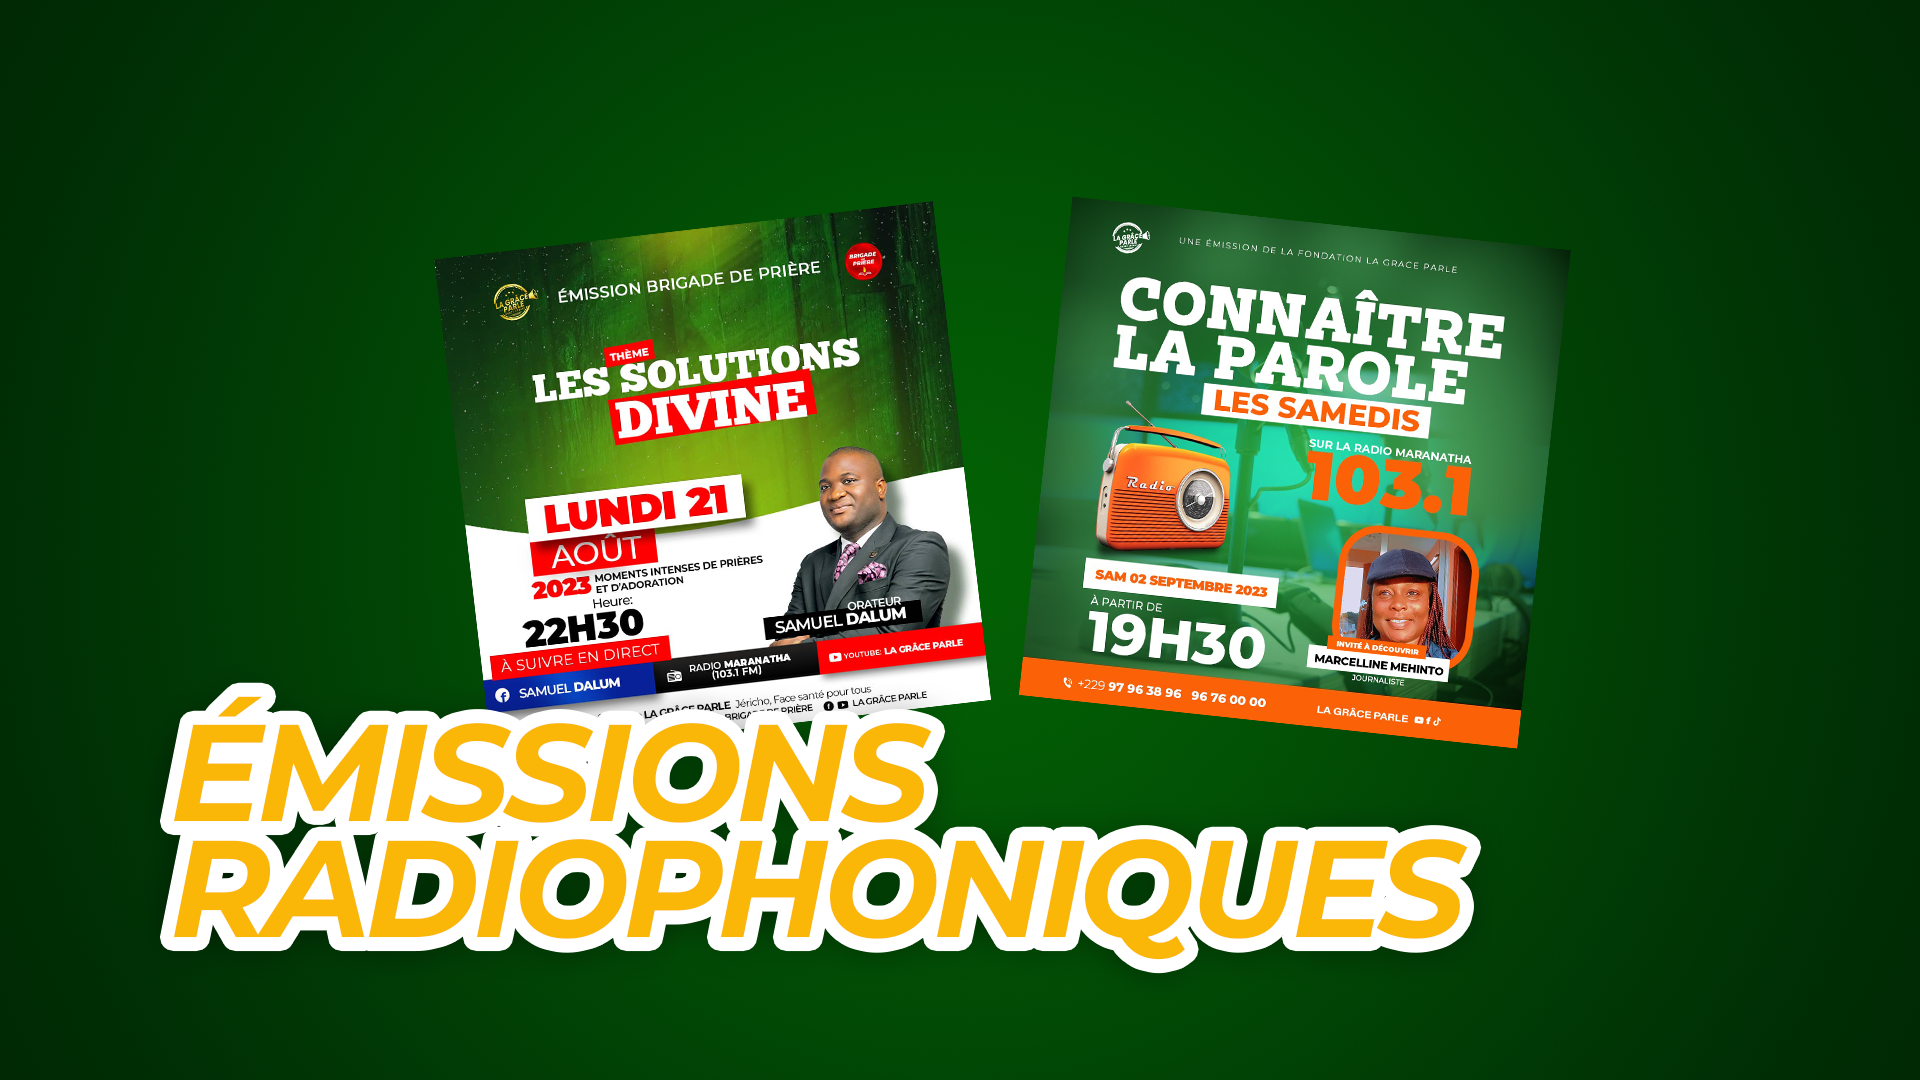 LA GRÂCE
PARLE
ÉMISSION BRIGADE DE PRIÈRE
BRIGADE
DE
PRIÈRE
THÈME
LES SOLUTIONS
DIVINE
LUNDI 21
AOÛT
2023 MOMENTS INTENSES DE PRIÈRES
ET D'ADORATION
Heure:
22H30
À SUIVRE EN DIRECT
ORATEUR
SAMUEL DALUM
SAMUEL DALUM
RADIO MARANATHA
(103.1 FM)
YOUTUBE: LA GRÂCE PARLE
LA GRÂCE PARLE Jéricho, Face santé pour tous
BRIGADE DE PRIÈRE LA GRÂCE PARLE
LA GRÂCE
PARLE
UNE ÉMISSION DE LA FONDATION LA GRACE PARLE
CONNAÎTRE
LA PAROLE
LES SAMEDIS
SUR LA RADIO MARANATHA
103.1
Radio
SAM 02 SEPTEMBRE 2023
À PARTIR DE
19H30
INVITÉ À DÉCOUVRIR
MARCELLINE MEHINTO
JOURNALISTE
+229 97 96 38 96 96 76 00 00
LA GRÂCE PARLE
ÉMISSIONS
RADIOPHONIQUES